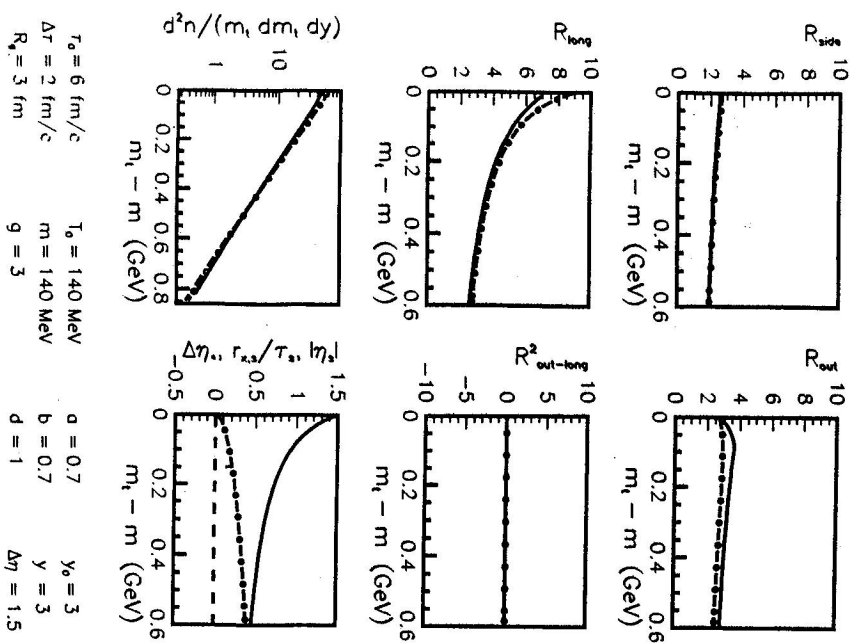 R_side
0 2 4 6 8 10
0 0.2 0.4 0.6
m_t − m (GeV)
R_out
0 2 4 6 8 10
0 0.2 0.4 0.6
m_t − m (GeV)
R_long
0 2 4 6 8 10
0 0.2 0.4 0.6
m_t − m (GeV)
R²_out−long
−10 −5 0 5 10
0 0.2 0.4 0.6
m_t − m (GeV)
d²n/(m_t dm_t dy)
1 10
0 0.2 0.4 0.6 0.8
m_t − m (GeV)
Δη_*, r_x,s/τ_s, |η_s|
−0.5 0 0.5 1 1.5
0 0.2 0.4 0.6
m_t − m (GeV)
τ₀ = 6 fm/c T₀ = 140 MeV a = 0.7 y₀ = 3
Δτ = 2 fm/c m = 140 MeV b = 0.7 y = 3
R = 3 fm g = 3 d = 1 Δη = 1.5